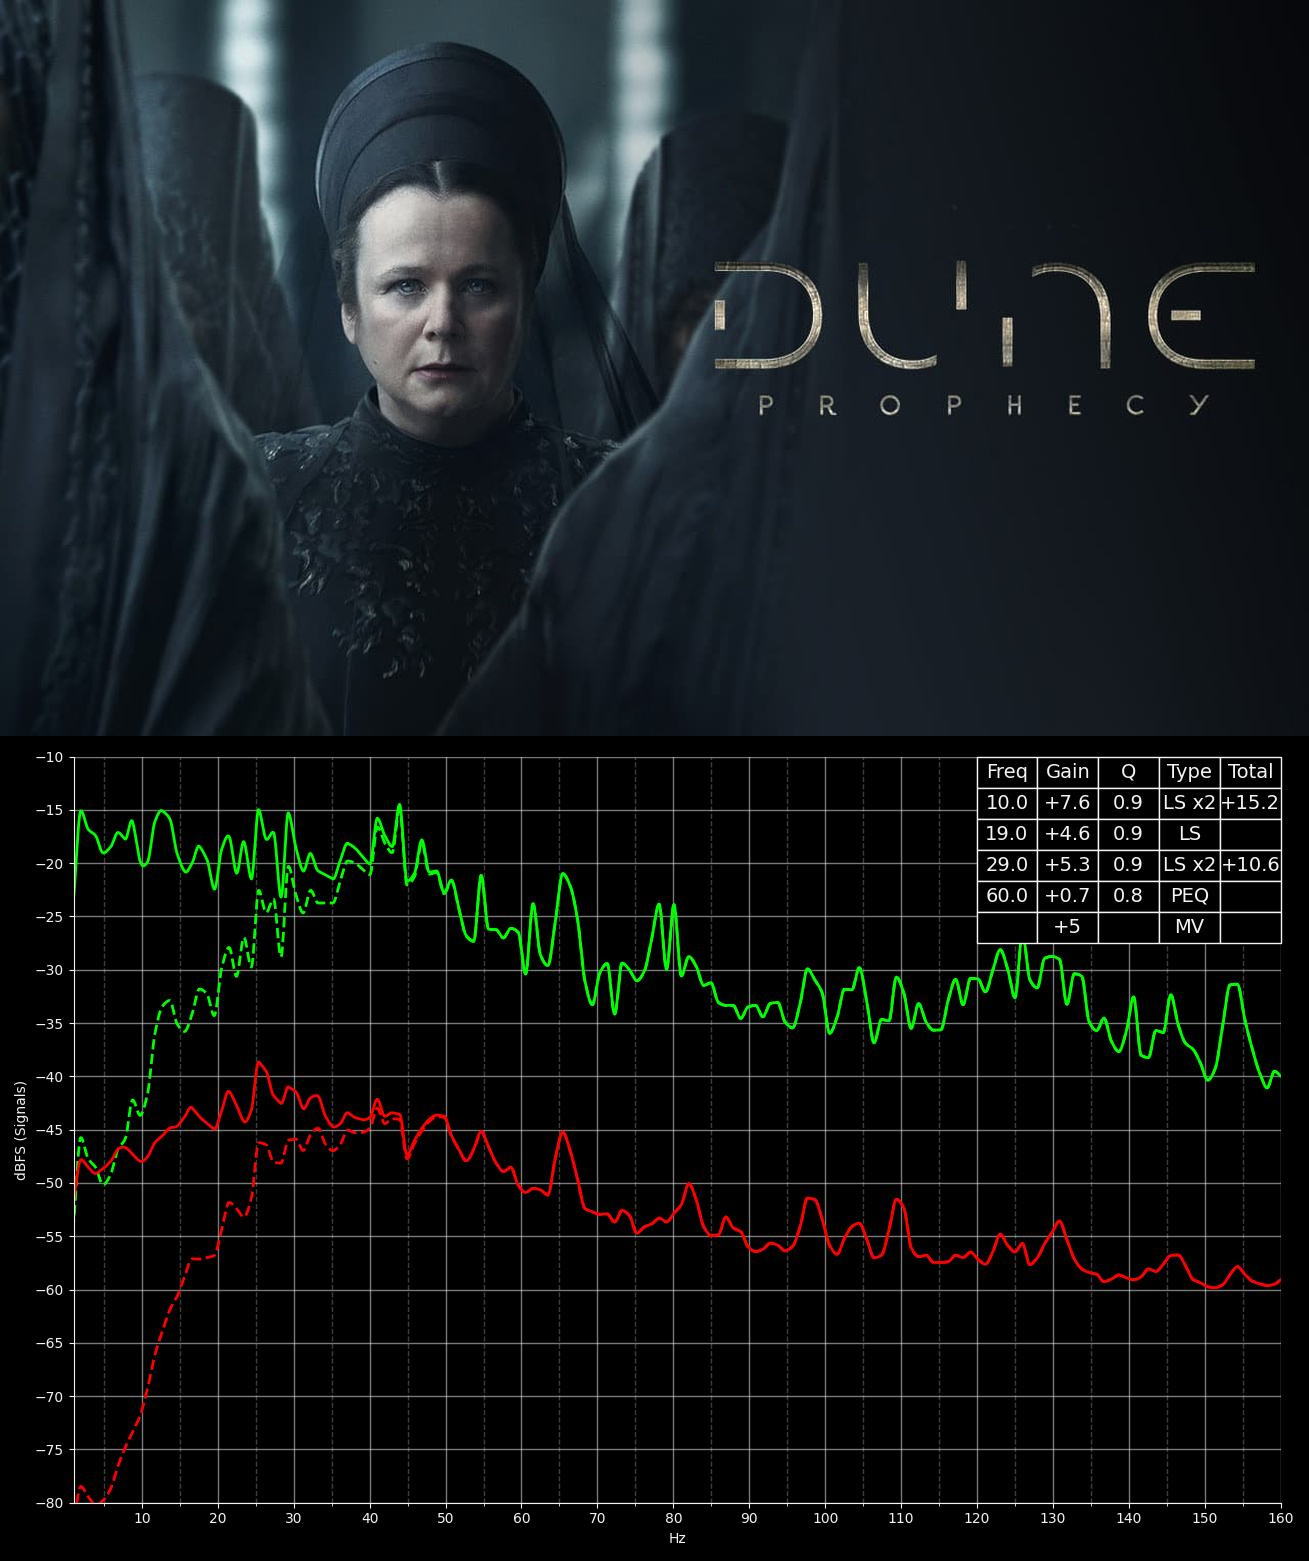 DUNE
PROPHECY
Freq Gain Q Type Total
10.0 +7.6 0.9 LS x2 +15.2
19.0 +4.6 0.9 LS
29.0 +5.3 0.9 LS x2 +10.6
60.0 +0.7 0.8 PEQ
+5 MV
−10
−15
−20
−25
−30
−35
−40
−45
−50
−55
−60
−65
−70
−75
−80
dBFS (Signals)
10 20 30 40 50 60 70 80 90 100 110 120 130 140 150 160
Hz